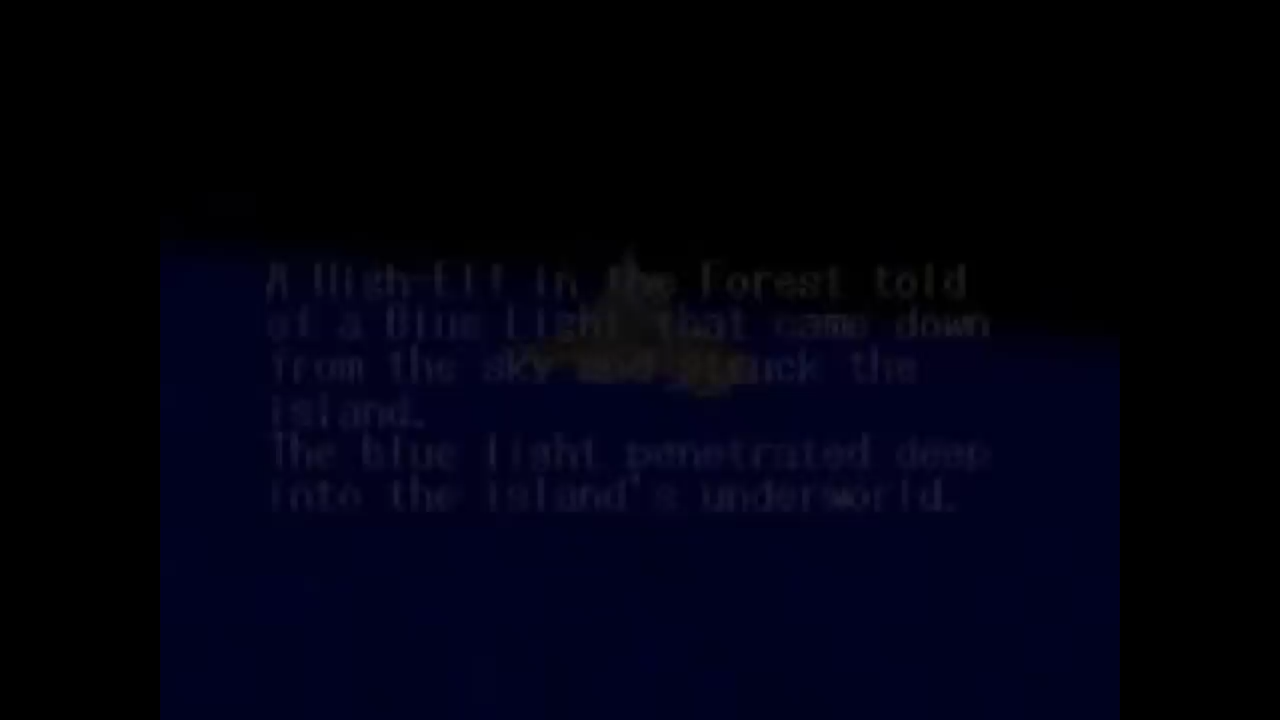 A High-Elf in the Forest told
of a Blue Light that came down
from the sky and struck the
island.
The blue light penetrated deep
into the island's underworld.